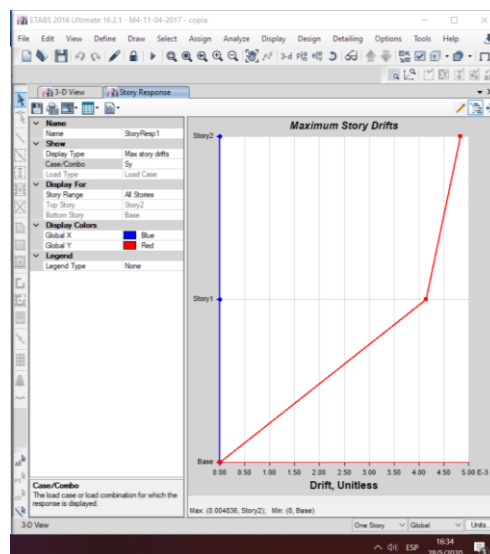 ETABS 2016 Ultimate 16.2.1 - M4-11-04-2017 - copia
File Edit View Define Draw Select Assign Analyze Display Design Detailing Options Tools Help
3-d
3-D View Story Response
Name
Name StoryResp1
Show
Display Type Max story drifts
Case/Combo Sy
Load Type Load Case
Display For
Story Range All Stories
Top Story Story2
Bottom Story Base
Display Colors
Global X Blue
Global Y Red
Legend
Legend Type None
Case/Combo
The load case or load combination for which the
response is displayed.
Maximum Story Drifts
Story2
Story1
Base
0.00 0.50 1.00 1.50 2.00 2.50 3.00 3.50 4.00 4.50 5.00 E-3
Drift, Unitless
Max: (0.004836, Story2); Min: (0, Base)
3-D View One Story Global Units...
ESP 16:34
28/5/2020